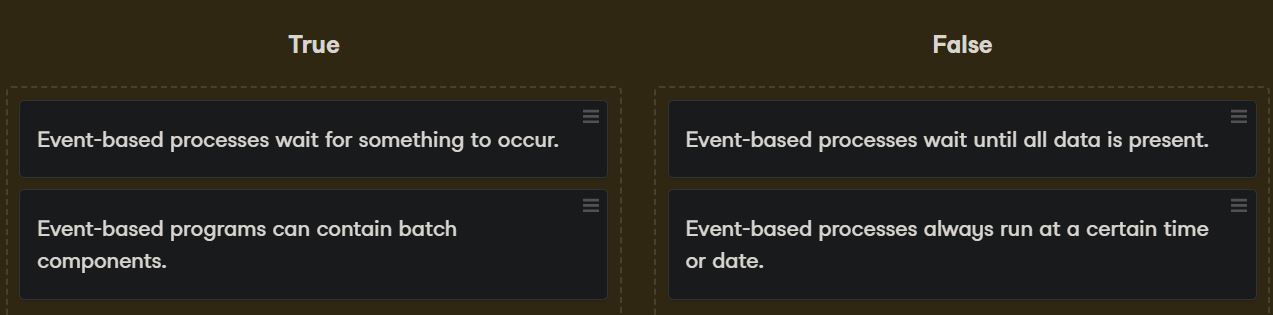 True
Event-based processes wait for something to occur.
Event-based programs can contain batch
components.
False
Event-based processes wait until all data is present.
Event-based processes always run at a certain time
or date.